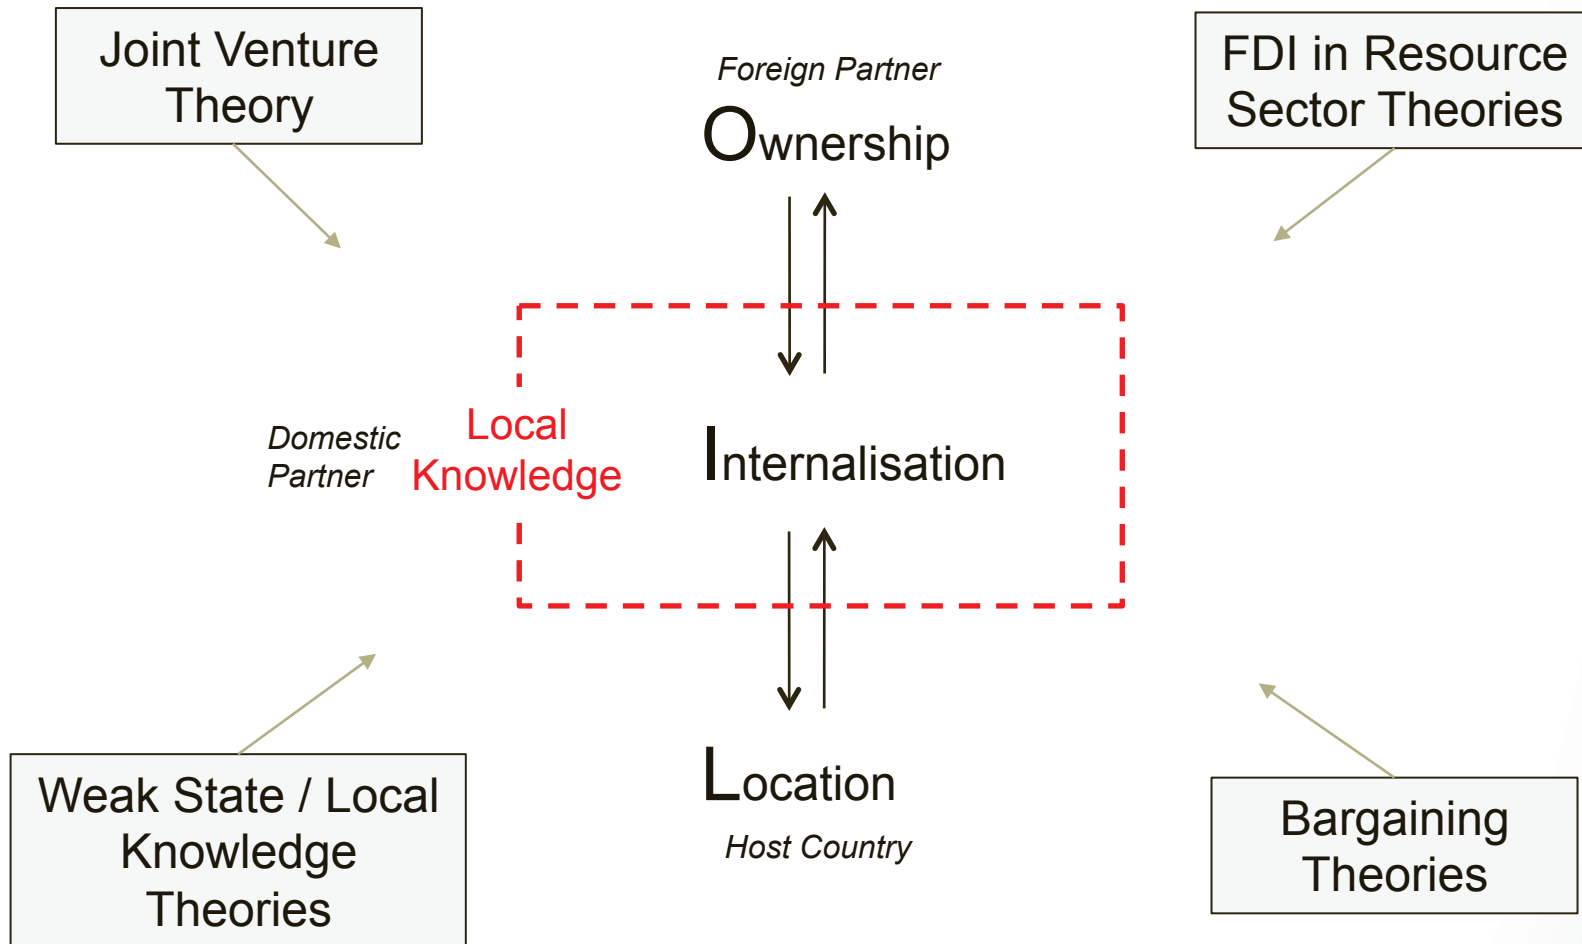 Joint Venture
Theory
Foreign Partner
Ownership
FDI in Resource
Sector Theories
Domestic
Partner
Local
Knowledge
Internalisation
Weak State / Local
Knowledge
Theories
Location
Host Country
Bargaining
Theories